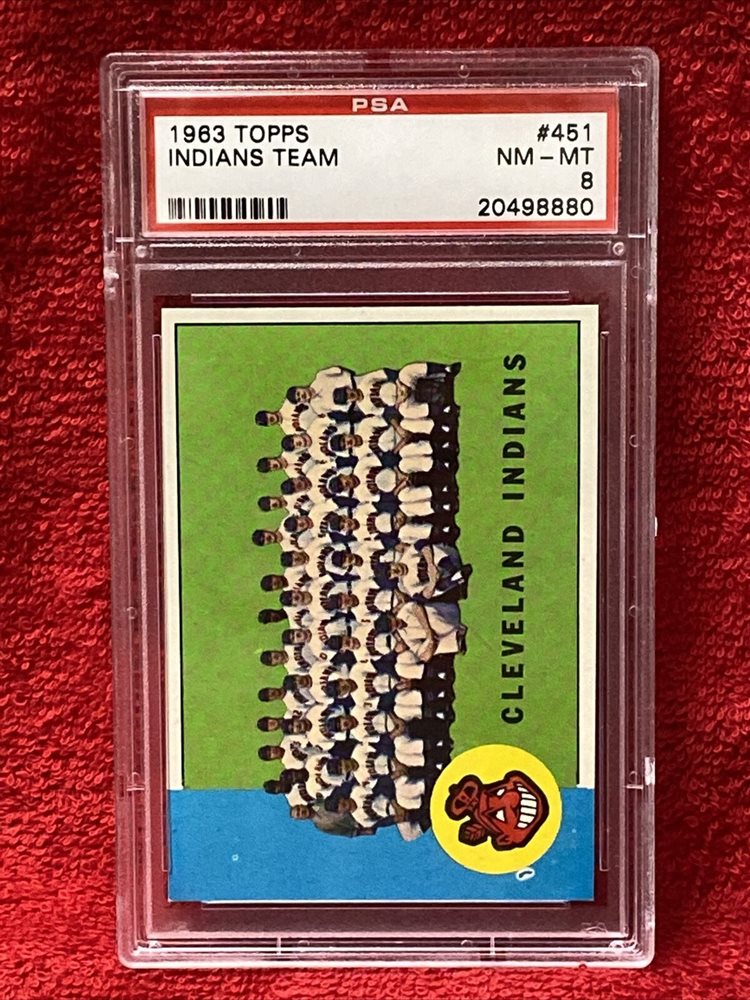 PSA
1963 TOPPS #451
INDIANS TEAM NM - MT
8
20498880
CLEVELAND INDIANS